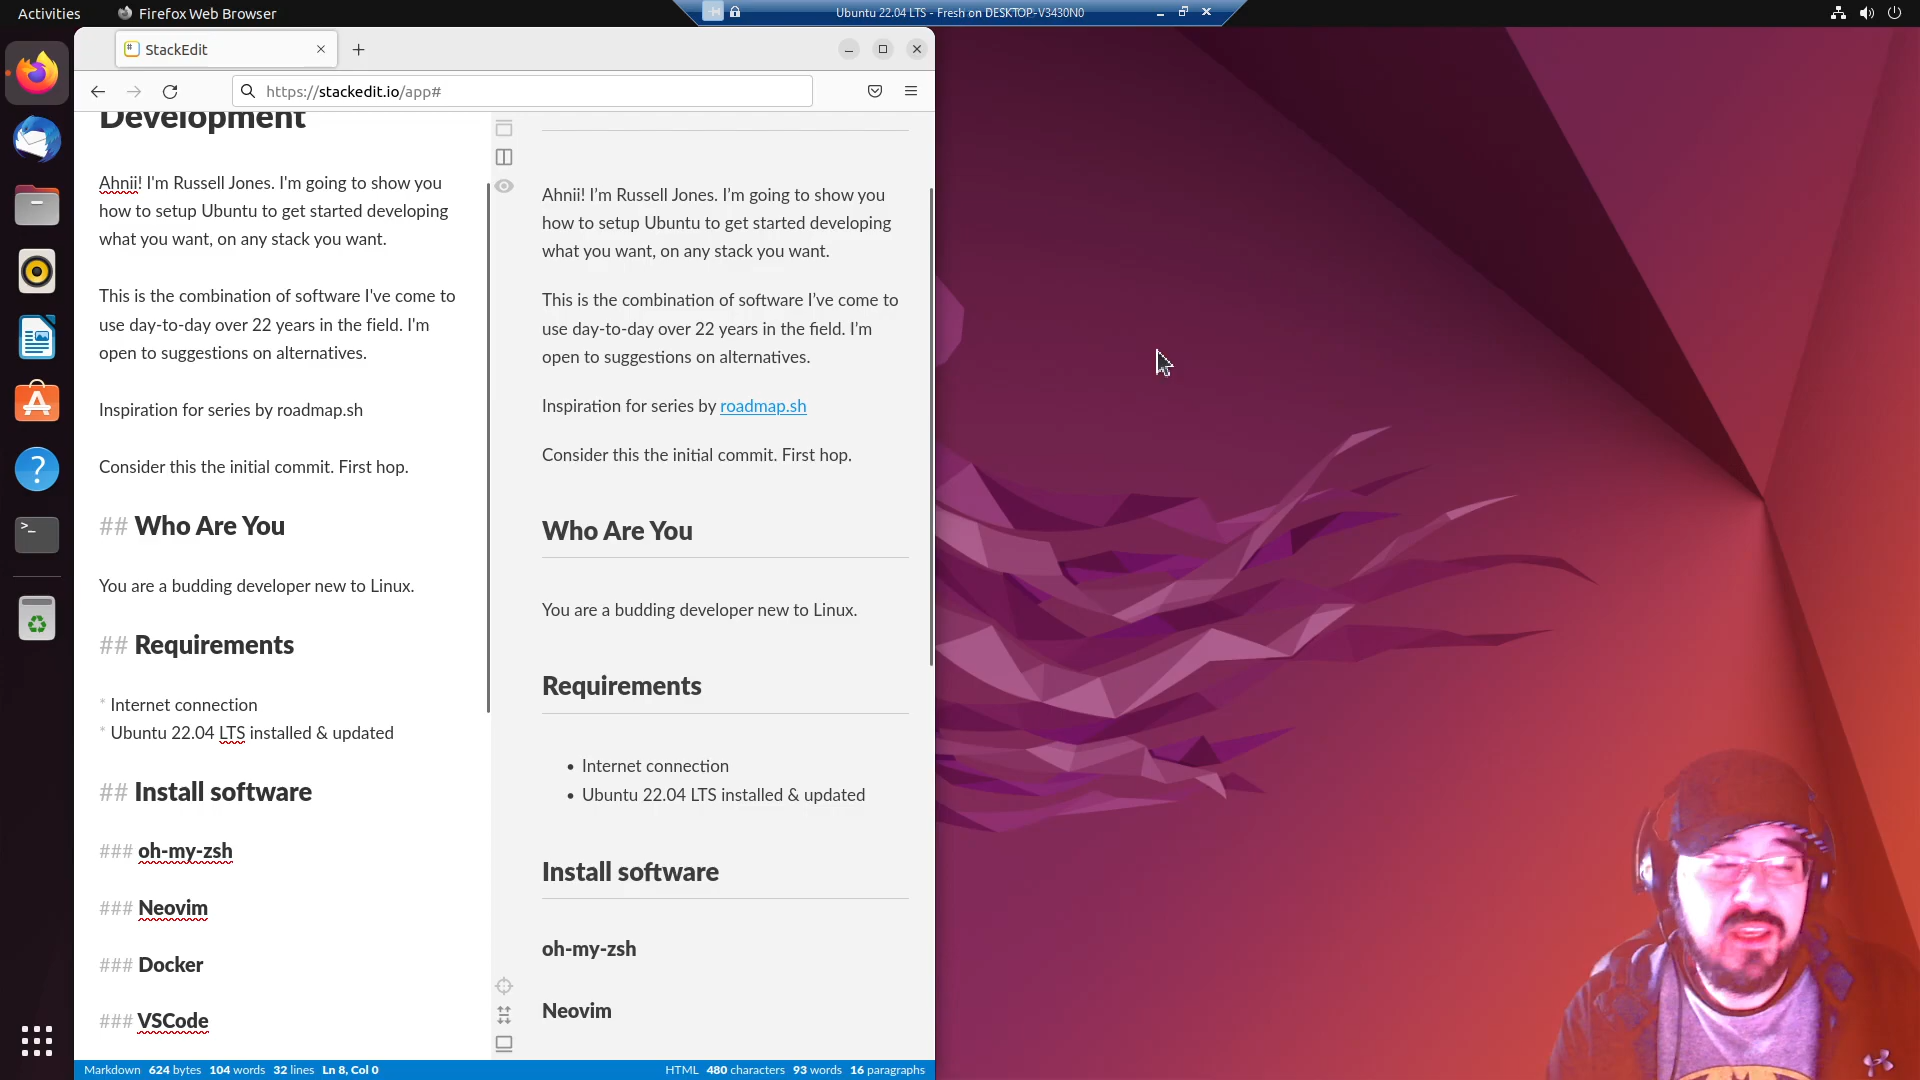 Activities
Firefox Web Browser
Ubuntu 22.04 LTS - Fresh on DESKTOP-V3430N0
StackEdit
https://stackedit.io/app#
Development
Ahnii! I'm Russell Jones. I'm going to show you
how to setup Ubuntu to get started developing
what you want, on any stack you want.
This is the combination of software I've come to
use day-to-day over 22 years in the field. I'm
open to suggestions on alternatives.
Inspiration for series by roadmap.sh
Consider this the initial commit. First hop.
## Who Are You
You are a budding developer new to Linux.
## Requirements
* Internet connection
* Ubuntu 22.04 LTS installed & updated
## Install software
### oh-my-zsh
### Neovim
### Docker
### VSCode
Ahnii! I’m Russell Jones. I’m going to show you
how to setup Ubuntu to get started developing
what you want, on any stack you want.
This is the combination of software I’ve come to
use day-to-day over 22 years in the field. I’m
open to suggestions on alternatives.
Inspiration for series by roadmap.sh
Consider this the initial commit. First hop.
Who Are You
You are a budding developer new to Linux.
Requirements
• Internet connection
• Ubuntu 22.04 LTS installed & updated
Install software
oh-my-zsh
Neovim
Markdown 624 bytes 104 words 32 lines Ln 8, Col 0
HTML 480 characters 93 words 16 paragraphs